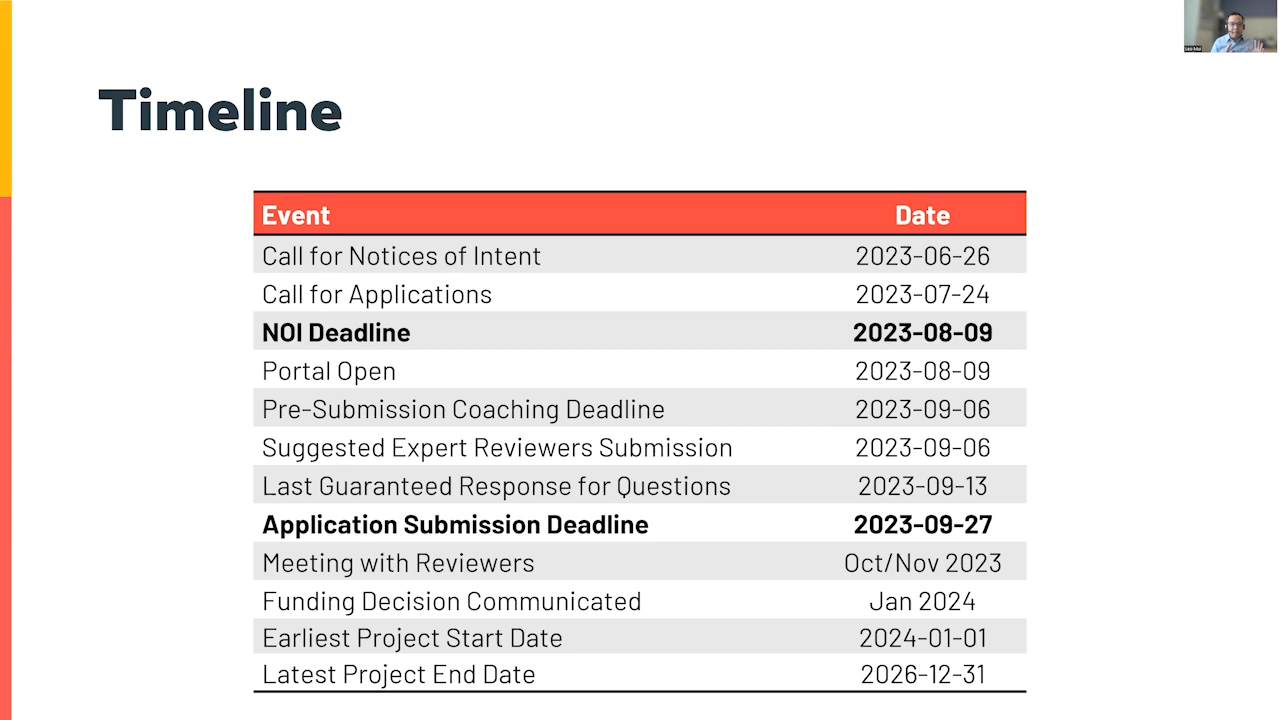 Timeline
Event Date
Call for Notices of Intent 2023-06-26
Call for Applications 2023-07-24
NOI Deadline 2023-08-09
Portal Open 2023-08-09
Pre-Submission Coaching Deadline 2023-09-06
Suggested Expert Reviewers Submission 2023-09-06
Last Guaranteed Response for Questions 2023-09-13
Application Submission Deadline 2023-09-27
Meeting with Reviewers Oct/Nov 2023
Funding Decision Communicated Jan 2024
Earliest Project Start Date 2024-01-01
Latest Project End Date 2026-12-31